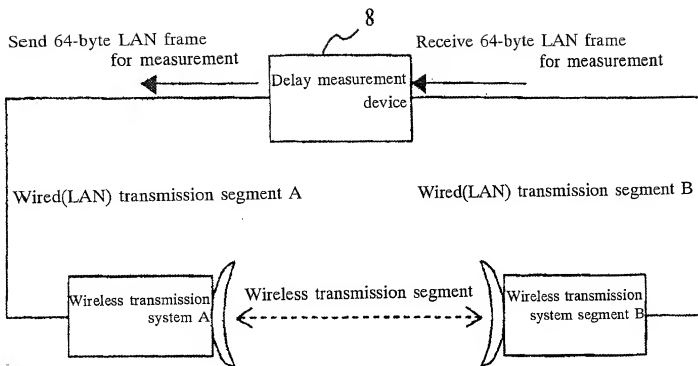 8
Send 64-byte LAN frame
for measurement
Delay measurement
device
Receive 64-byte LAN frame
for measurement
Wired(LAN) transmission segment A
Wired(LAN) transmission segment B
Wireless transmission
system A
Wireless transmission segment
Wireless transmission
system segment B